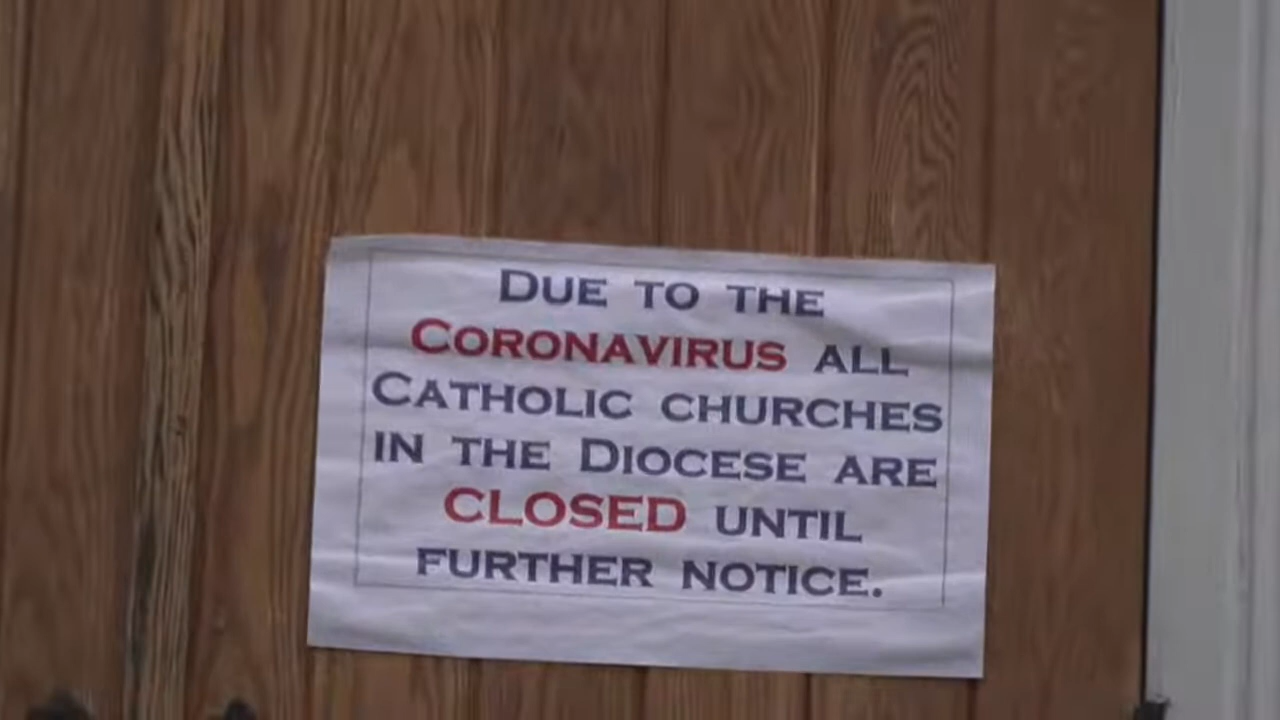 DUE TO THE
CORONAVIRUS ALL
CATHOLIC CHURCHES
IN THE DIOCESE ARE
CLOSED UNTIL
FURTHER NOTICE.